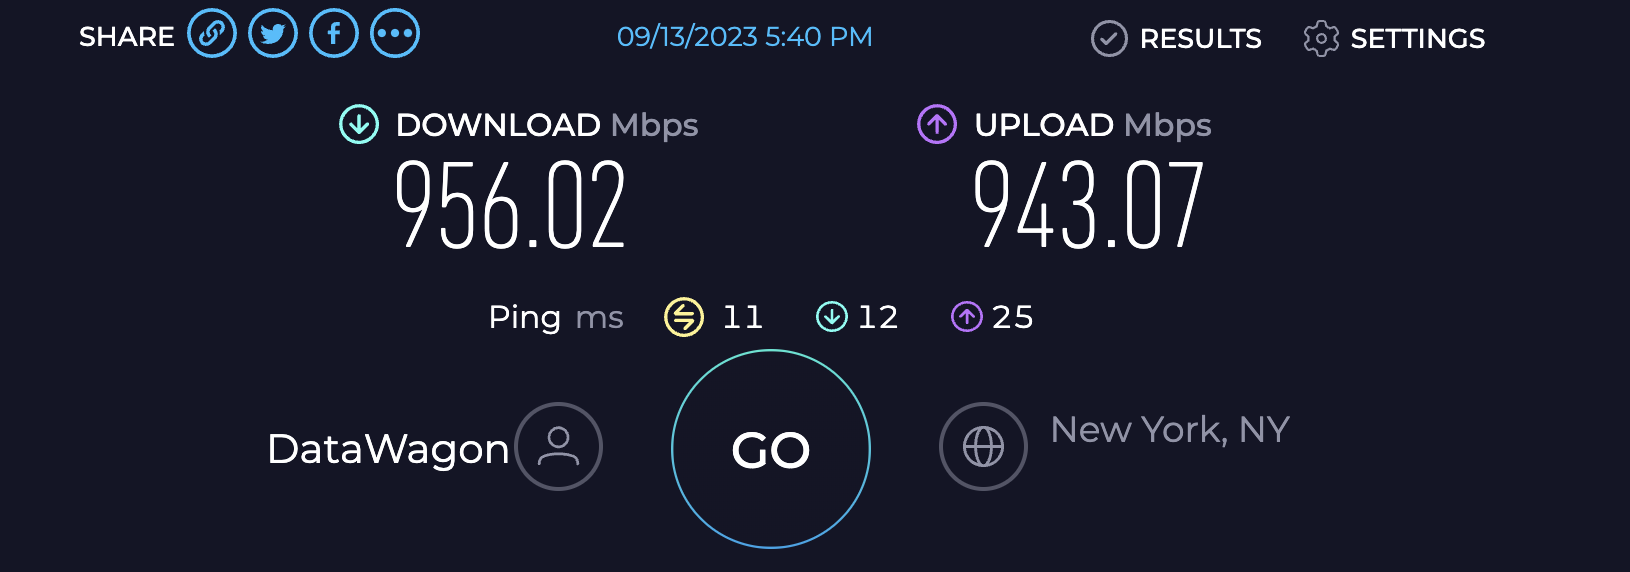 SHARE 09/13/2023 5:40 PM RESULTS SETTINGS
DOWNLOAD Mbps UPLOAD Mbps
956.02 943.07
Ping ms 11 12 25
DataWagon GO New York, NY